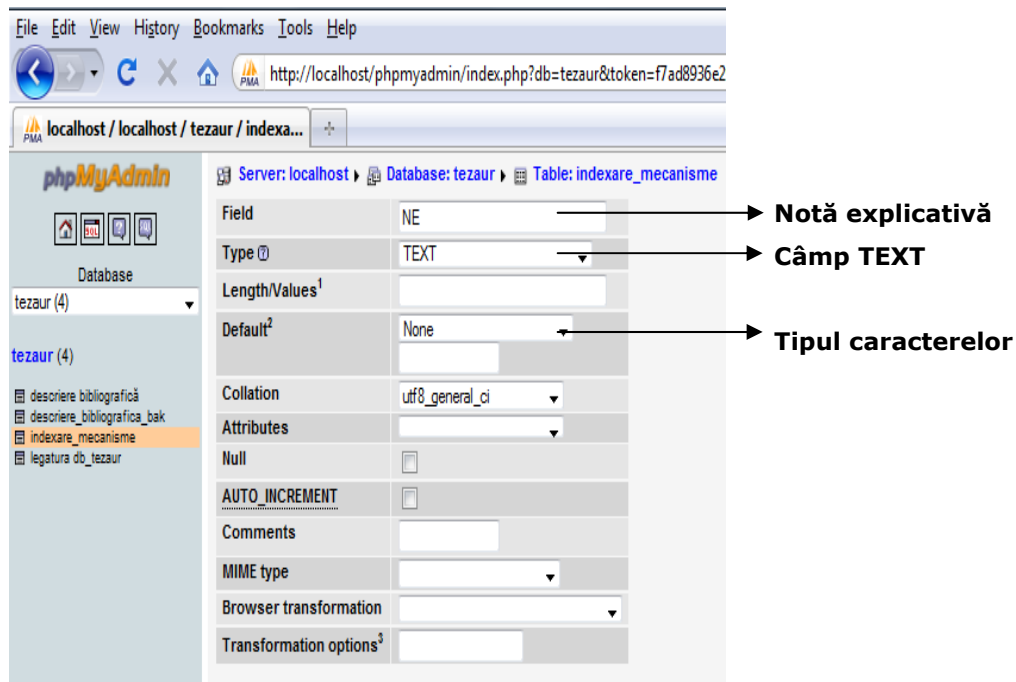 File Edit View History Bookmarks Tools Help
PMA http://localhost/phpmyadmin/index.php?db=tezaur&token=f7ad8936e2
PMA localhost / localhost / tezaur / indexa...
phpMyAdmin
SQL
Database
tezaur (4)
tezaur (4)
descriere bibliografică
descriere_bibliografica_bak
indexare_mecanisme
legatura db_tezaur
Server: localhost Database: tezaur Table: indexare_mecanisme
Field NE Notă explicativă
Type TEXT Câmp TEXT
Length/Values1
Default2 None Tipul caracterelor
Collation utf8_general_ci
Attributes
Null
AUTO_INCREMENT
Comments
MIME type
Browser transformation
Transformation options3